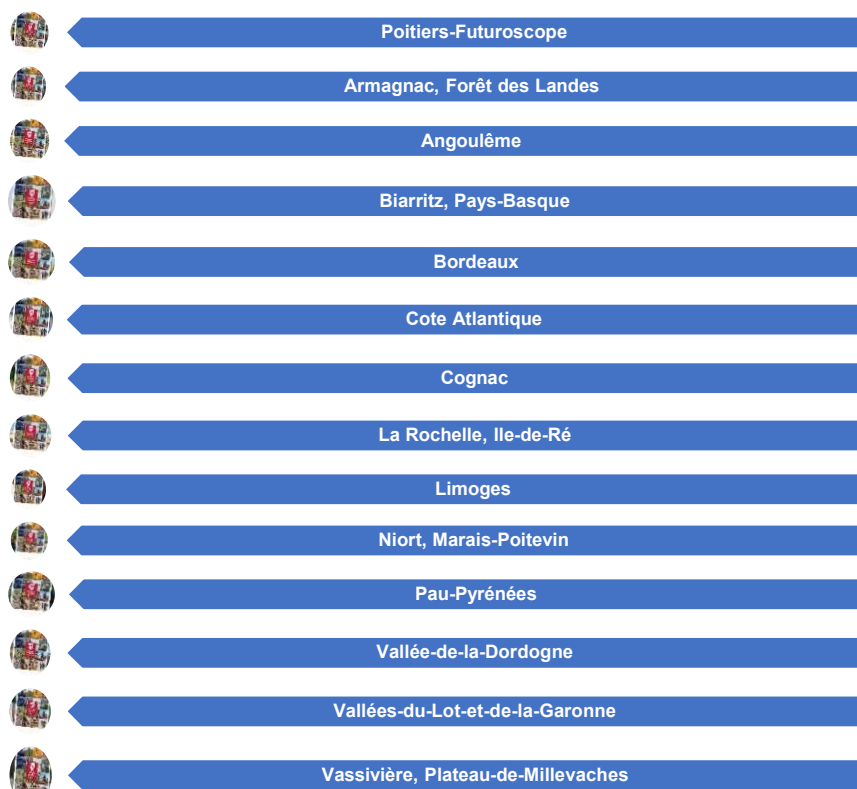 Poitiers-Futuroscope
Armagnac, Forêt des Landes
Angoulême
Biarritz, Pays-Basque
Bordeaux
Cote Atlantique
Cognac
La Rochelle, Ile-de-Ré
Limoges
Niort, Marais-Poitevin
Pau-Pyrénées
Vallée-de-la-Dordogne
Vallées-du-Lot-et-de-la-Garonne
Vassivière, Plateau-de-Millevaches